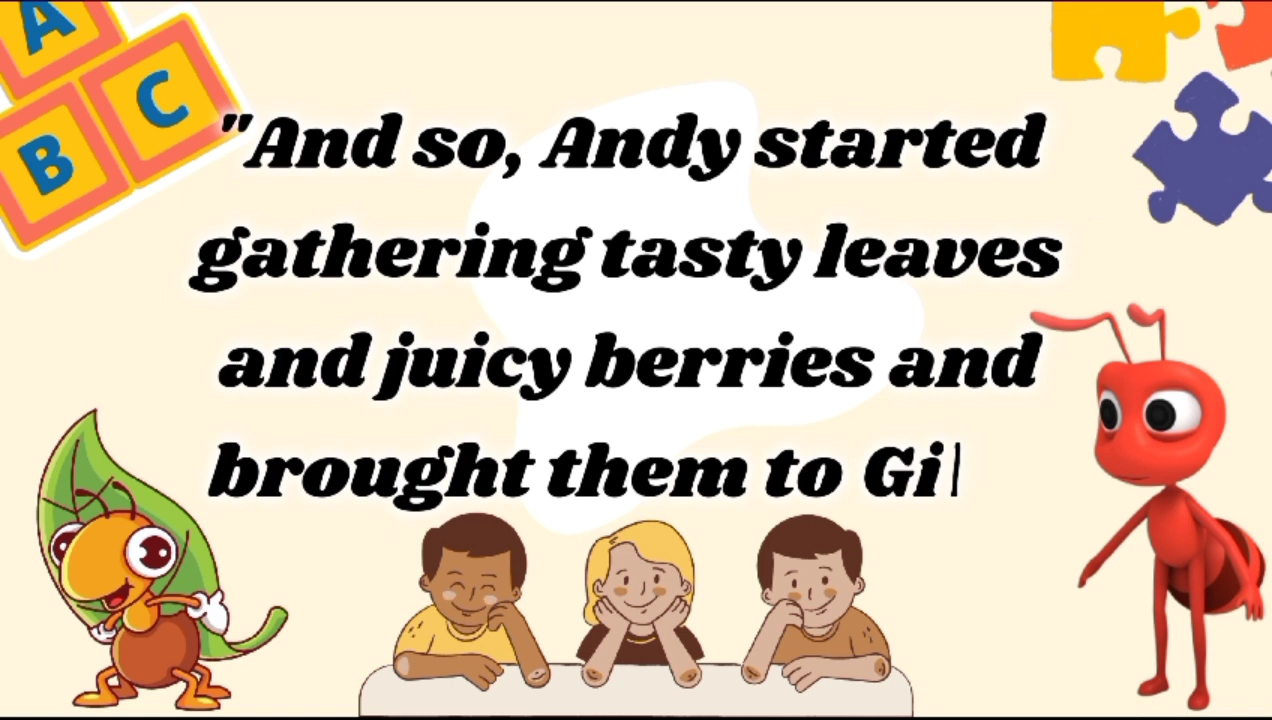 A
B C
"And so, Andy started
gathering tasty leaves
and juicy berries and
brought them to Gi